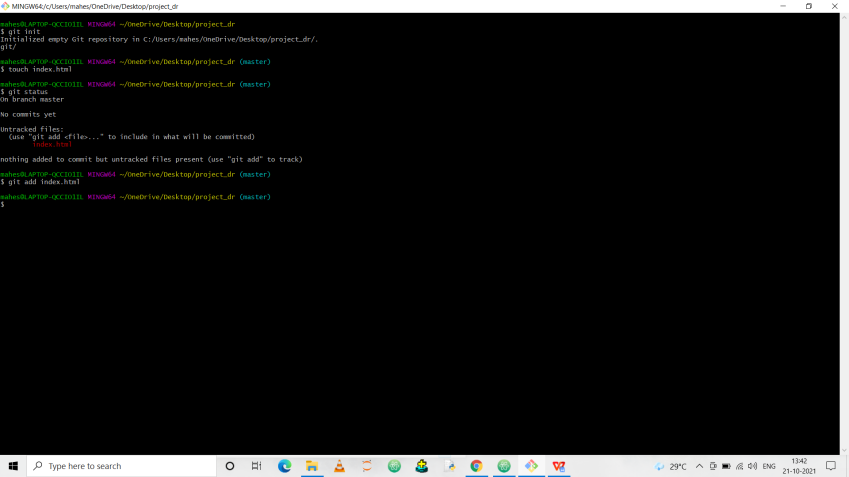 MINGW64:/c/Users/mahes/OneDrive/Desktop/project_dr
mahes@LAPTOP-QCCIOIIL MINGW64 ~/OneDrive/Desktop/project_dr
$ git init
Initialized empty Git repository in C:/Users/mahes/OneDrive/Desktop/project_dr/.
git/
mahes@LAPTOP-QCCIOIIL MINGW64 ~/OneDrive/Desktop/project_dr (master)
$ touch index.html
mahes@LAPTOP-QCCIOIIL MINGW64 ~/OneDrive/Desktop/project_dr (master)
$ git status
On branch master
No commits yet
Untracked files:
(use "git add <file>..." to include in what will be committed)
index.html
nothing added to commit but untracked files present (use "git add" to track)
mahes@LAPTOP-QCCIOIIL MINGW64 ~/OneDrive/Desktop/project_dr (master)
$ git add index.html
mahes@LAPTOP-QCCIOIIL MINGW64 ~/OneDrive/Desktop/project_dr (master)
$
Type here to search
29°C
ENG
13:42
21-10-2021